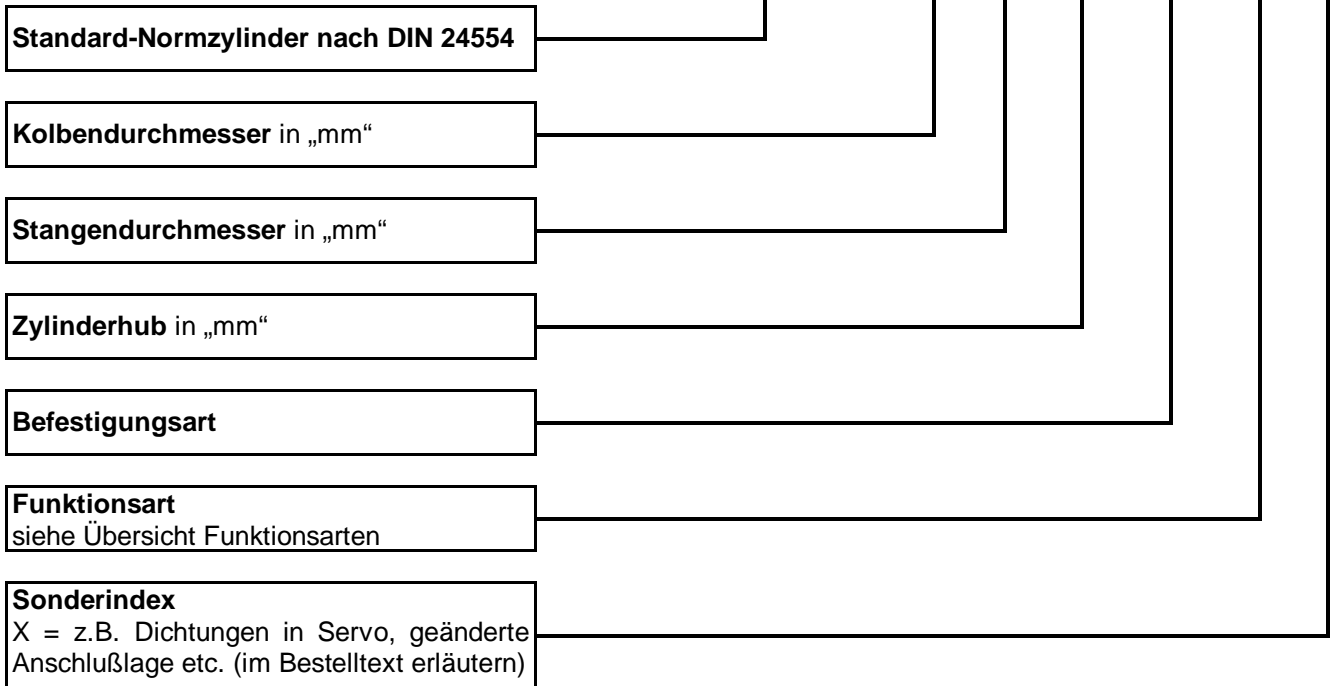 Standard-Normzylinder nach DIN 24554
Kolbendurchmesser in „mm“
Stangendurchmesser in „mm“
Zylinderhub in „mm“
Befestigungsart
Funktionsart
siehe Übersicht Funktionsarten
Sonderindex
X = z.B. Dichtungen in Servo, geänderte
Anschlußlage etc. (im Bestelltext erläutern)